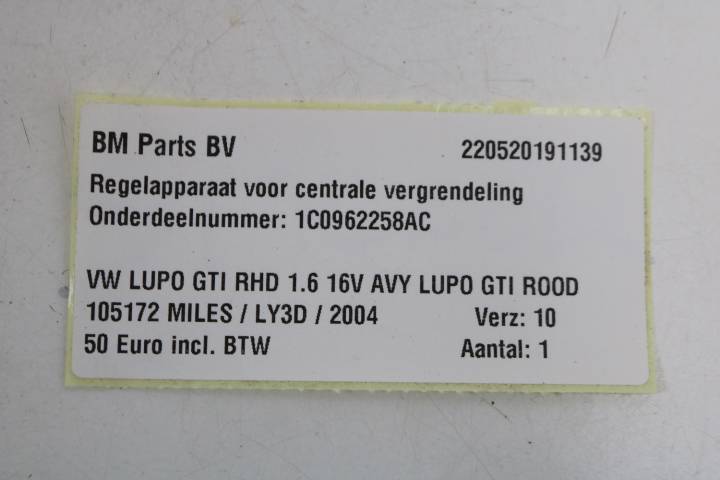 BM Parts BV 220520191139
Regelapparaat voor centrale vergrendeling
Onderdeelnummer: 1C0962258AC
VW LUPO GTI RHD 1.6 16V AVY LUPO GTI ROOD
105172 MILES / LY3D / 2004 Verz: 10
50 Euro incl. BTW Aantal: 1